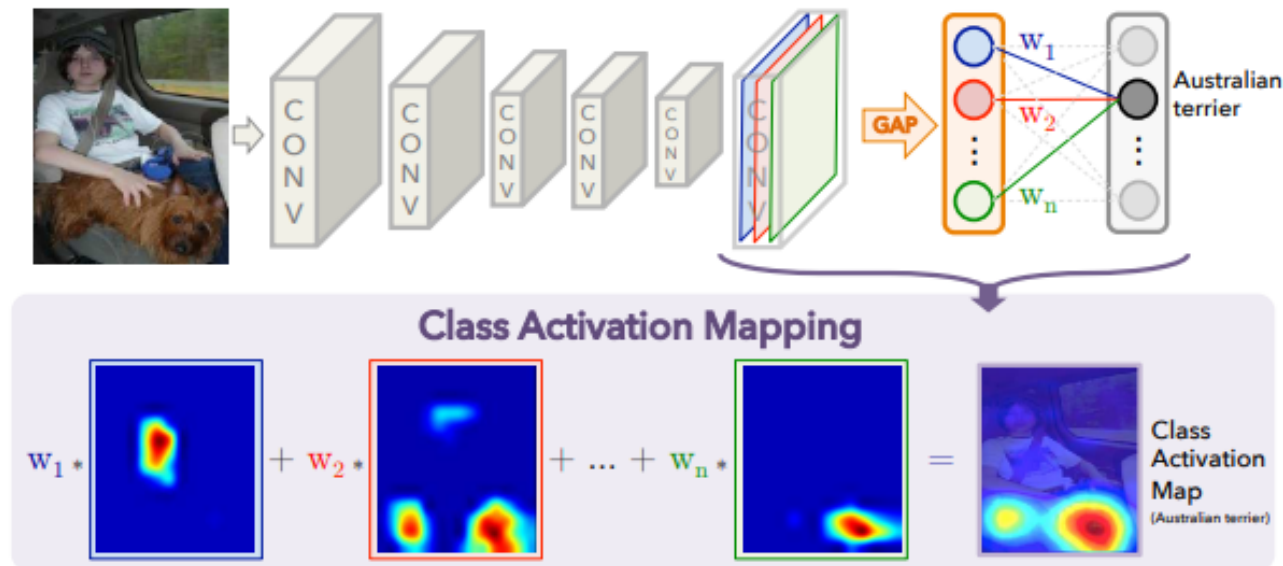 CONV
CONV
CONV
CONV
CONV
CONV
GAP
w1
w2
⋮
wn
⋮
Australian
terrier
Class Activation Mapping
w1 * + w2 * + ... + wn * =
Class
Activation
Map
(Australian terrier)